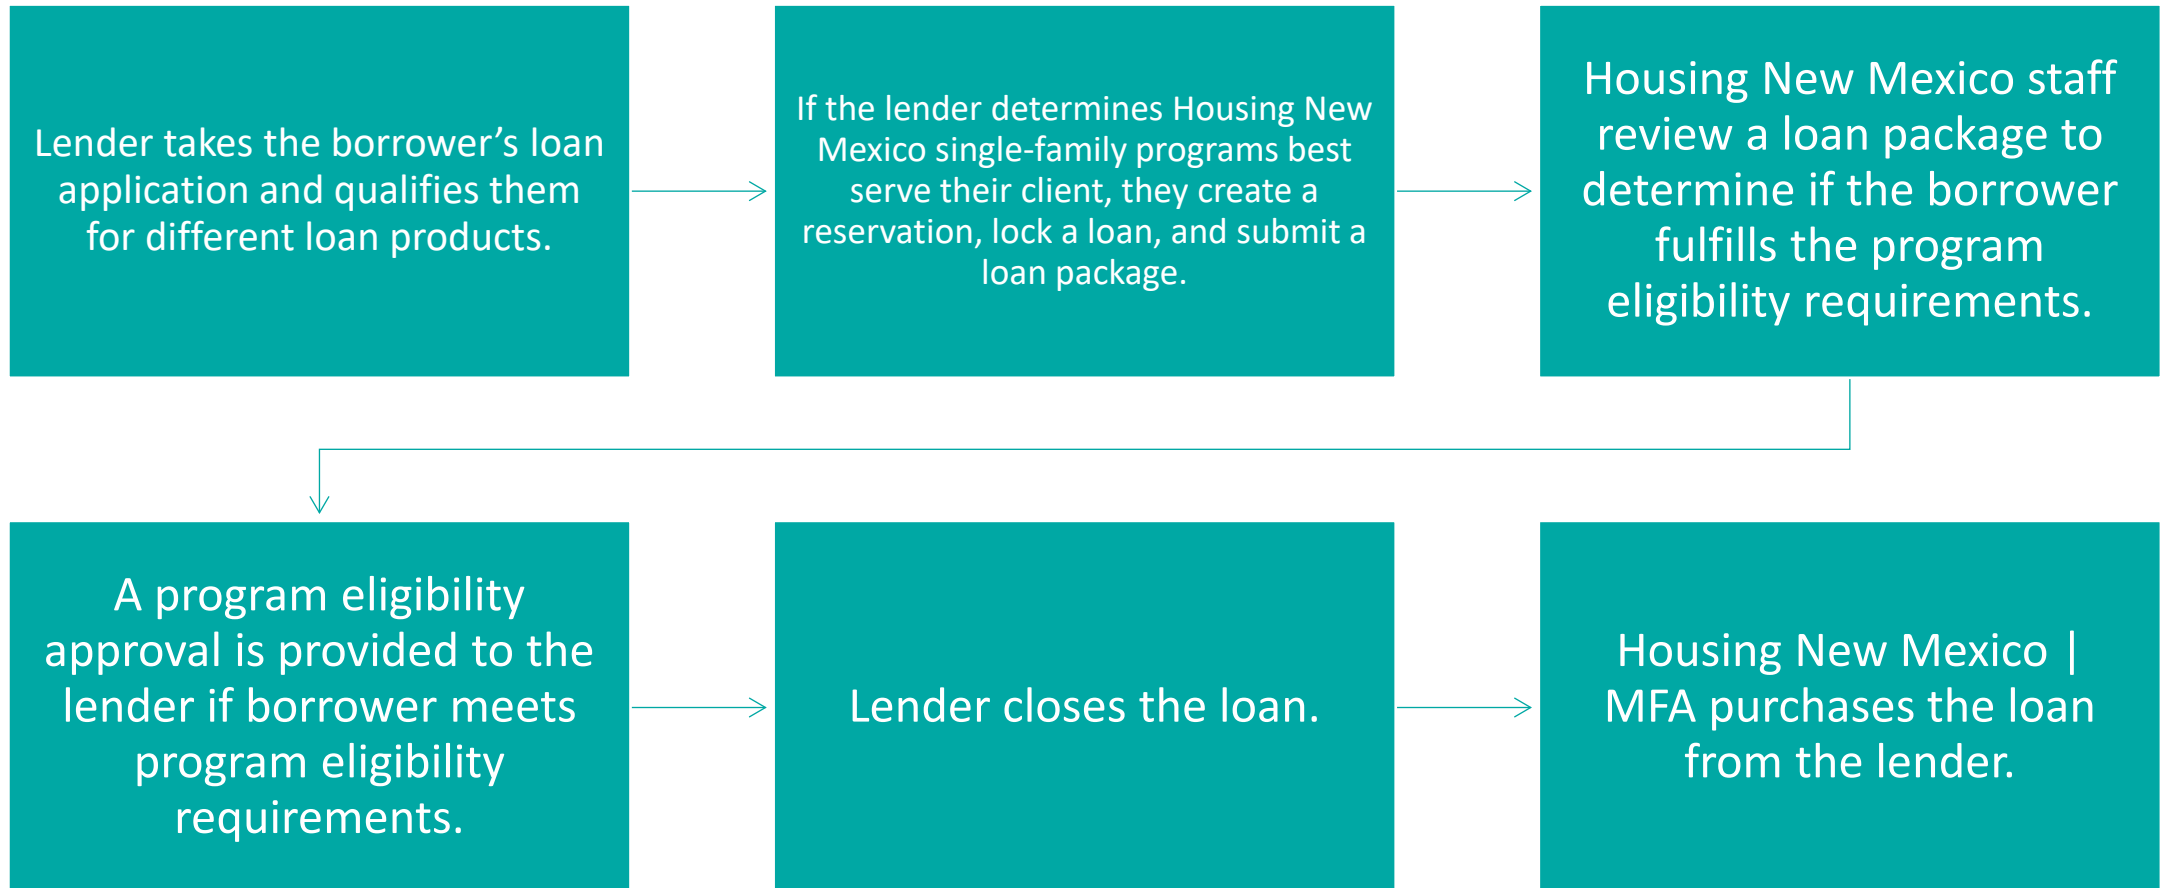 Lender takes the borrower’s loan
application and qualifies them
for different loan products.
If the lender determines Housing New
Mexico single-family programs best
serve their client, they create a
reservation, lock a loan, and submit a
loan package.
Housing New Mexico staff
review a loan package to
determine if the borrower
fulfills the program
eligibility requirements.
A program eligibility
approval is provided to the
lender if borrower meets
program eligibility
requirements.
Lender closes the loan.
Housing New Mexico |
MFA purchases the loan
from the lender.